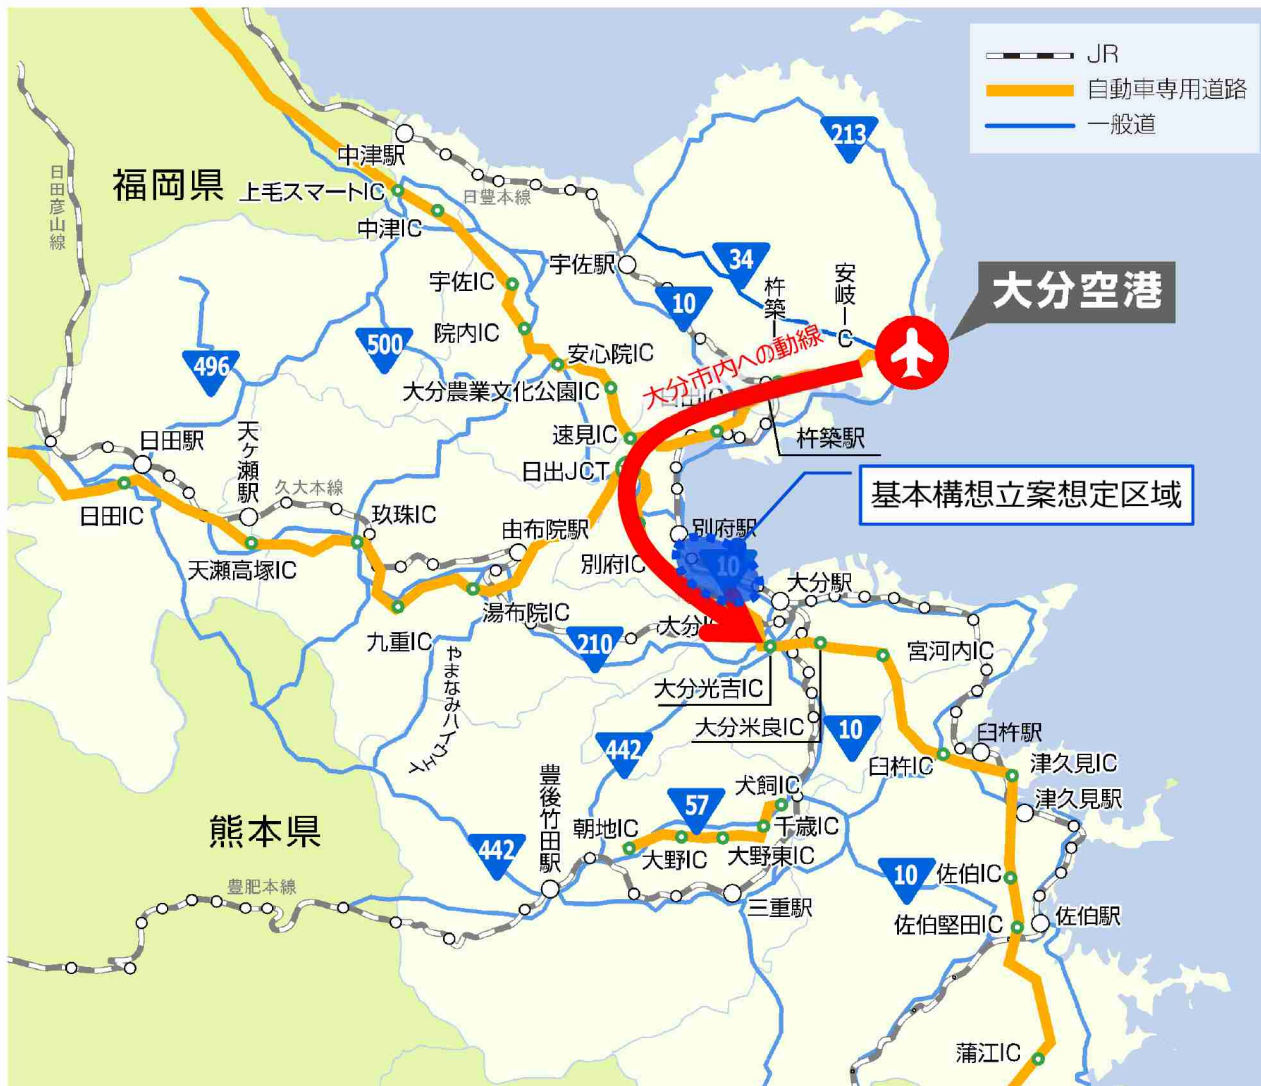 JR
自動車専用道路
一般道
213
中津駅
日田彦山線
福岡県
上毛スマートIC
日豊本線
中津IC
宇佐駅
34
安岐IC
杵築IC
宇佐IC
大分空港
10
院内IC
500
496
安心院IC
大分市内への動線
大分農業文化公園IC
日出IC
速見IC
杵築駅
日田駅
天ヶ瀬駅
日出JCT
久大本線
基本構想立案想定区域
日田IC
玖珠IC
由布院駅
別府駅
天瀬高塚IC
別府IC
10
大分駅
湯布院IC
九重IC
大分IC
210
宮河内IC
やまなみハイウェイ
大分光吉IC
大分米良IC
10
臼杵駅
442
臼杵IC
津久見IC
犬飼IC
57
津久見駅
熊本県
豊後竹田駅
朝地IC
千歳IC
442
大野IC
大野東IC
10
佐伯IC
豊肥本線
三重駅
佐伯堅田IC
佐伯駅
蒲江IC